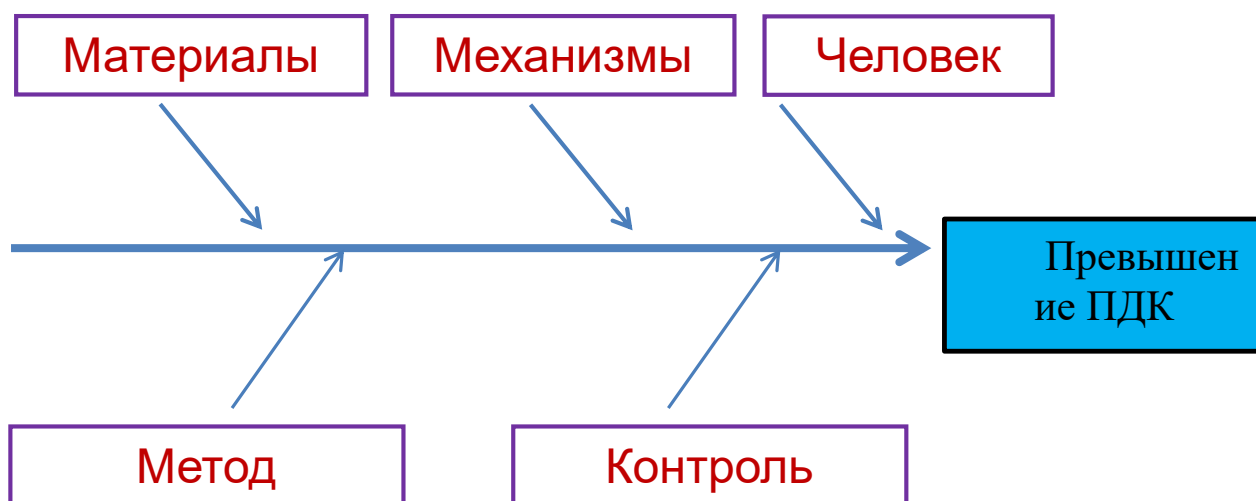 Материалы
Механизмы
Человек
Превышен
ие ПДК
Метод
Контроль